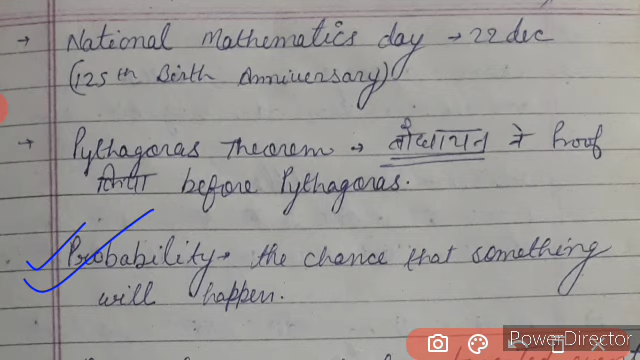 → National Mathematics day → 22 dec
(125th Birth Anniversary)
→ Pythagoras Theorem → बौधायन ने Proof
किया before Pythagoras.
Probability → the chance that something
will happen.
PowerDirector